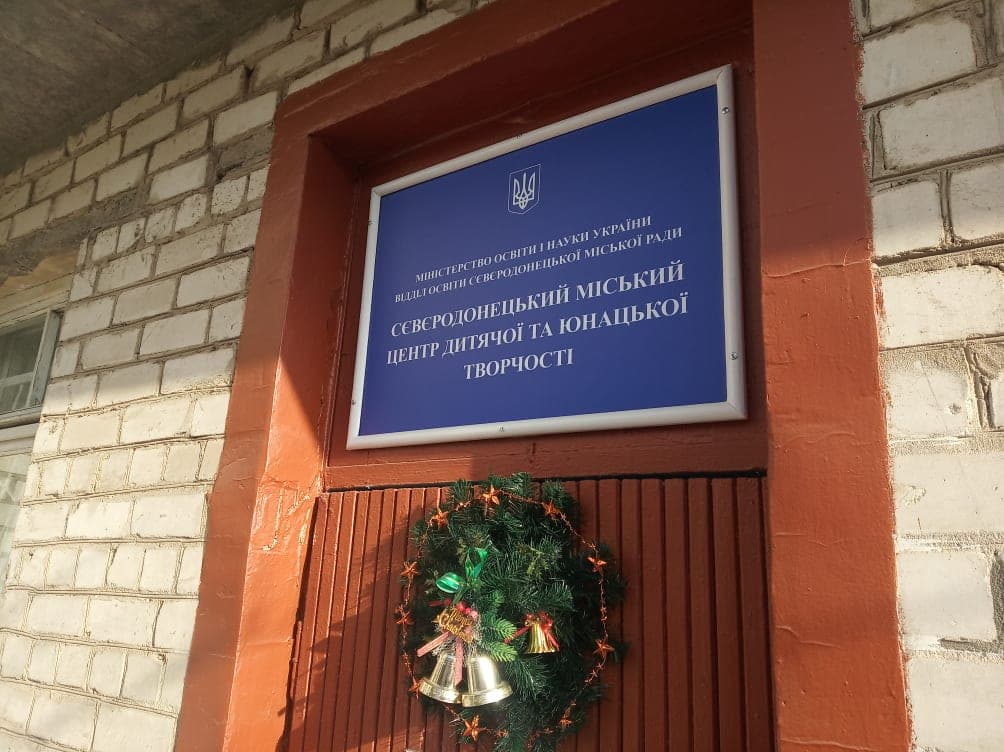 МІНІСТЕРСТВО ОСВІТИ І НАУКИ УКРАЇНИ
ВІДДІЛ ОСВІТИ СЄВЄРОДОНЕЦЬКОЇ МІСЬКОЇ РАДИ
СЄВЄРОДОНЕЦЬКИЙ МІСЬКИЙ
ЦЕНТР ДИТЯЧОЇ ТА ЮНАЦЬКОЇ
ТВОРЧОСТІ